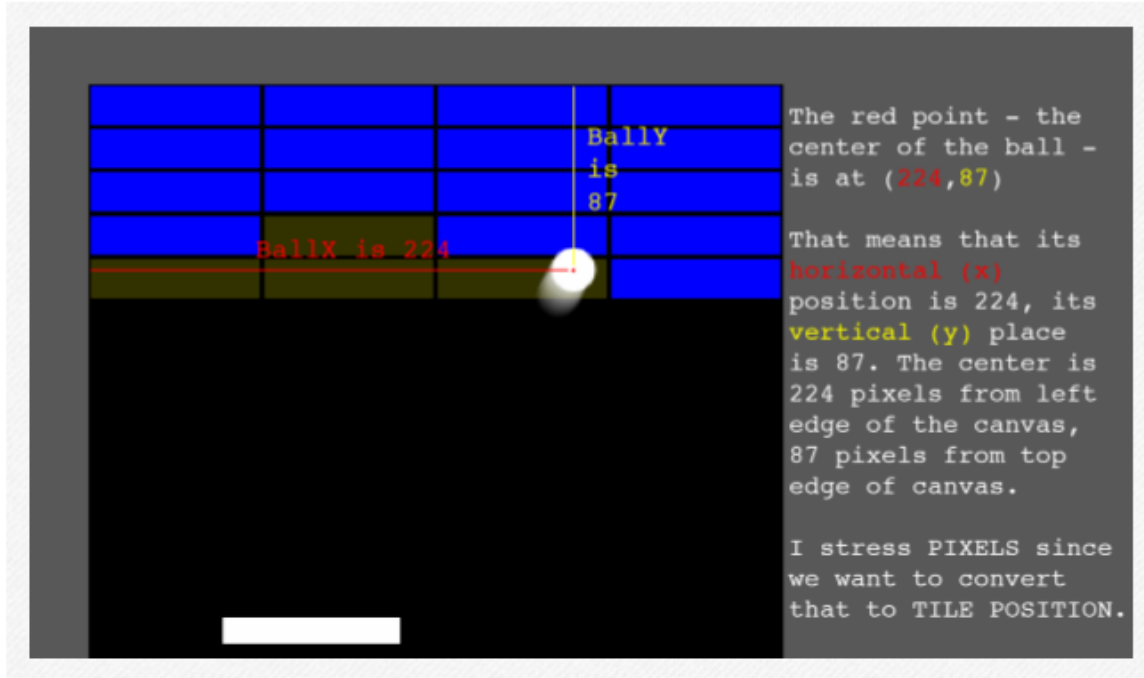 BallY
is
87
BallX is 224
The red point - the
center of the ball -
is at (224,87)
That means that its
horizontal (x)
position is 224, its
vertical (y) place
is 87. The center is
224 pixels from left
edge of the canvas,
87 pixels from top
edge of canvas.
I stress PIXELS since
we want to convert
that to TILE POSITION.